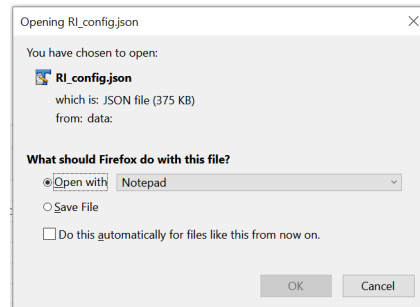 Opening RI_config.json
You have chosen to open:
RI_config.json
which is: JSON file (375 KB)
from: data:
What should Firefox do with this file?
Open with Notepad
Save File
Do this automatically for files like this from now on.
OK Cancel